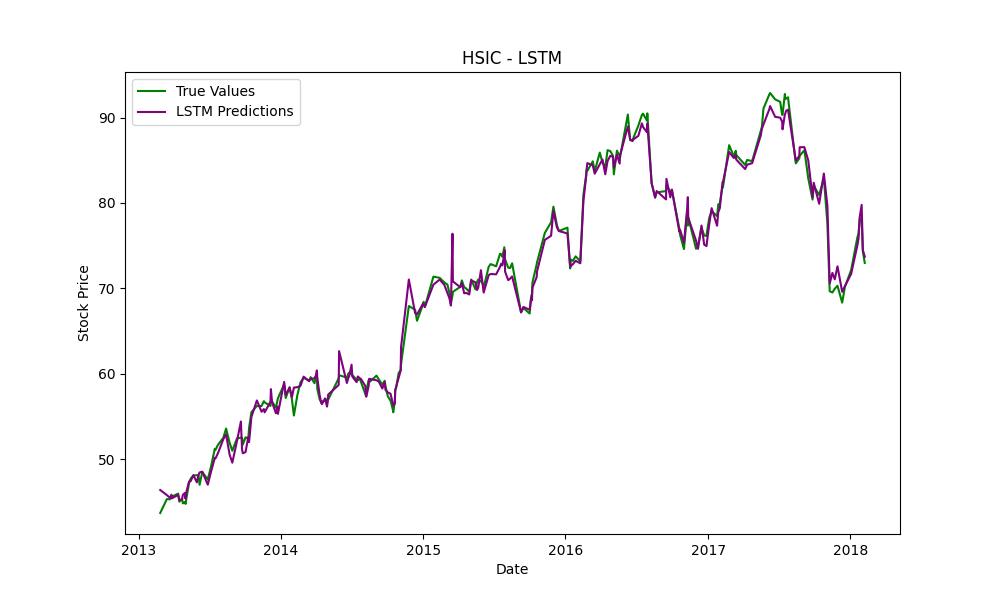 HSIC - LSTM
True Values
LSTM Predictions
90
80
70
60
50
Stock Price
2013 2014 2015 2016 2017 2018
Date